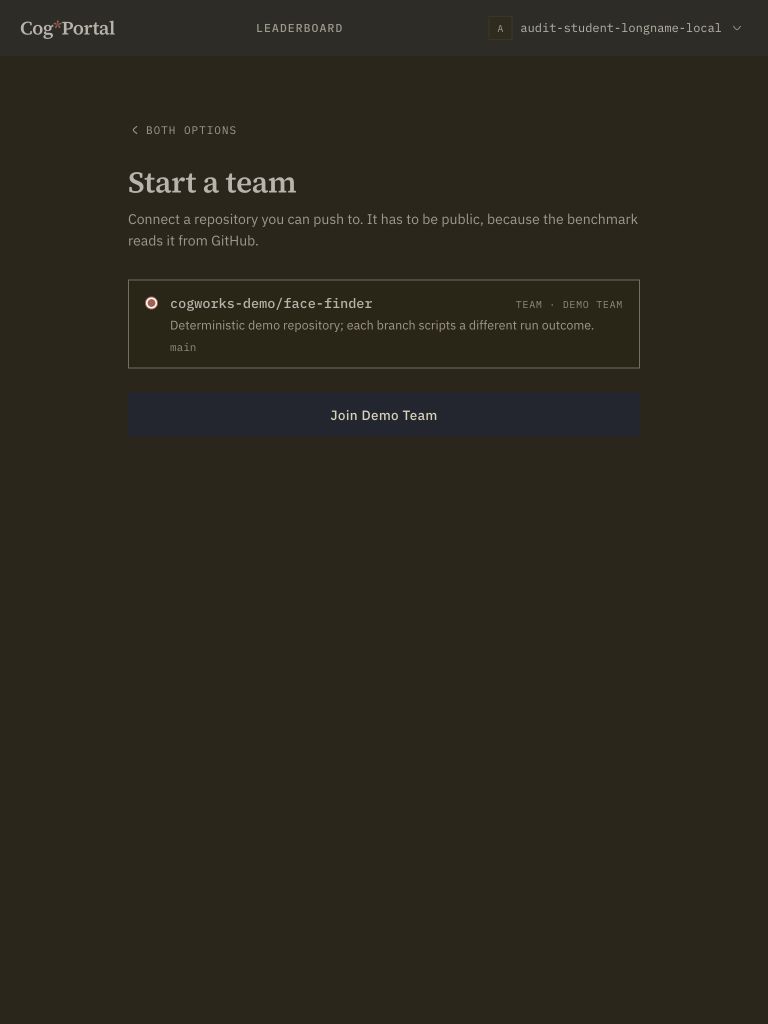 Cog*Portal
LEADERBOARD
A
audit-student-longname-local
BOTH OPTIONS
Start a team
Connect a repository you can push to. It has to be public, because the benchmark
reads it from GitHub.
cogworks-demo/face-finder
TEAM · DEMO TEAM
Deterministic demo repository; each branch scripts a different run outcome.
main
Join Demo Team